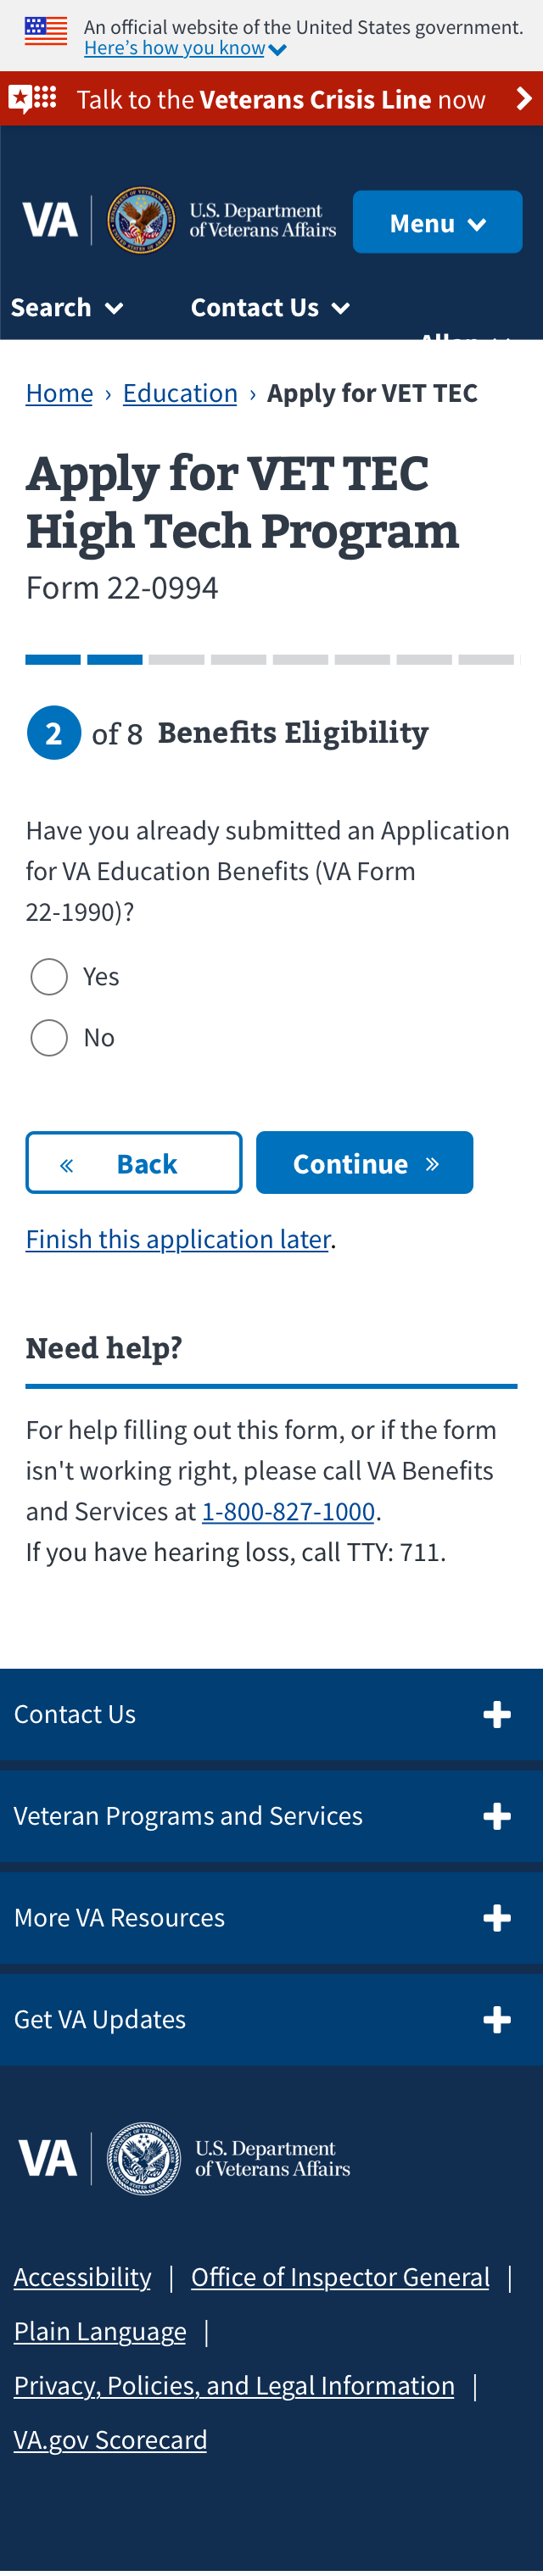 An official website of the United States government.
Here’s how you know
Talk to the Veterans Crisis Line now
VA
U.S. Department
of Veterans Affairs
Menu
Search
Contact Us
Home › Education › Apply for VET TEC
Apply for VET TEC
High Tech Program
Form 22-0994
2 of 8 Benefits Eligibility
Have you already submitted an Application
for VA Education Benefits (VA Form
22-1990)?
Yes
No
« Back
Continue »
Finish this application later.
Need help?
For help filling out this form, or if the form
isn't working right, please call VA Benefits
and Services at 1-800-827-1000.
If you have hearing loss, call TTY: 711.
Contact Us
Veteran Programs and Services
More VA Resources
Get VA Updates
VA
U.S. Department
of Veterans Affairs
Accessibility | Office of Inspector General |
Plain Language |
Privacy, Policies, and Legal Information |
VA.gov Scorecard